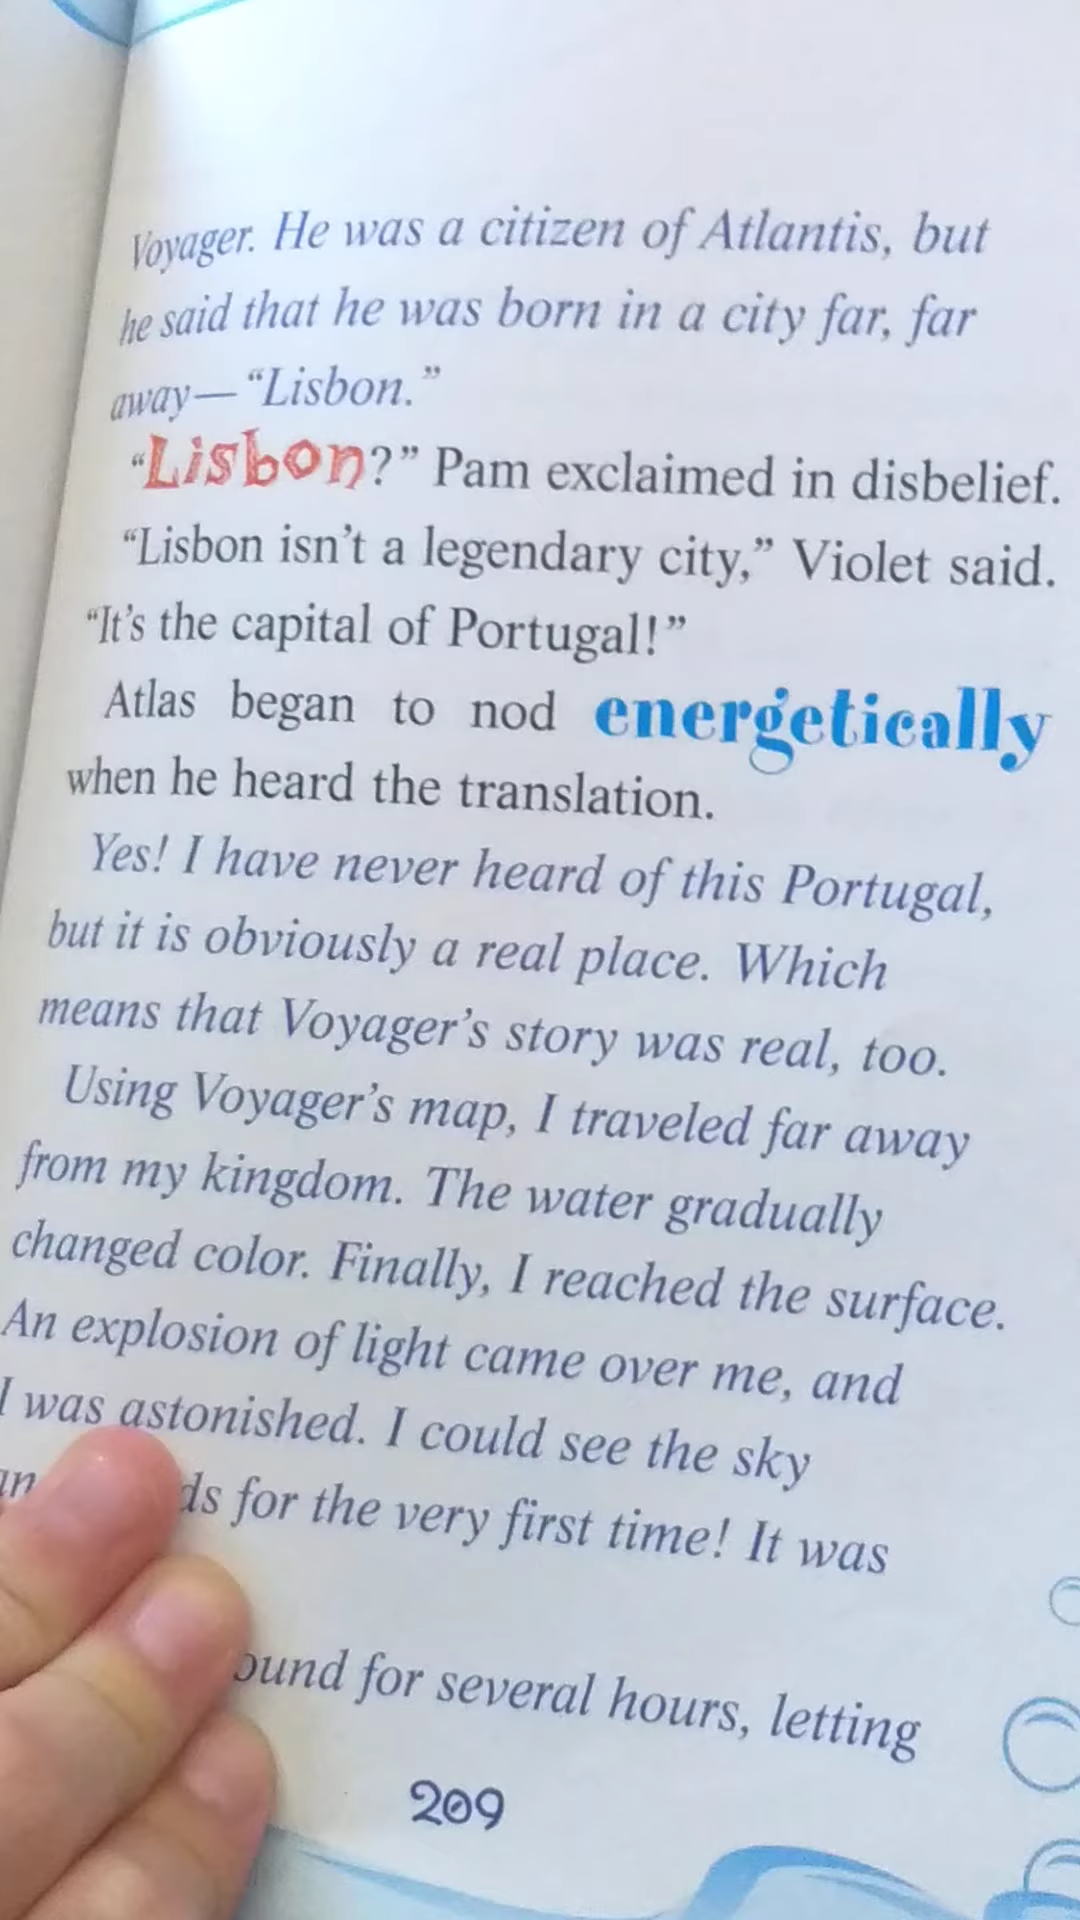 Voyager. He was a citizen of Atlantis, but
he said that he was born in a city far, far
away—“Lisbon.”
“Lisbon?” Pam exclaimed in disbelief.
“Lisbon isn’t a legendary city,” Violet said.
“It’s the capital of Portugal!”
Atlas began to nod energetically
when he heard the translation.
Yes! I have never heard of this Portugal,
but it is obviously a real place. Which
means that Voyager’s story was real, too.
Using Voyager’s map, I traveled far away
from my kingdom. The water gradually
changed color. Finally, I reached the surface.
An explosion of light came over me, and
I was astonished. I could see the sky
for the very first time! It was
for several hours, letting
209